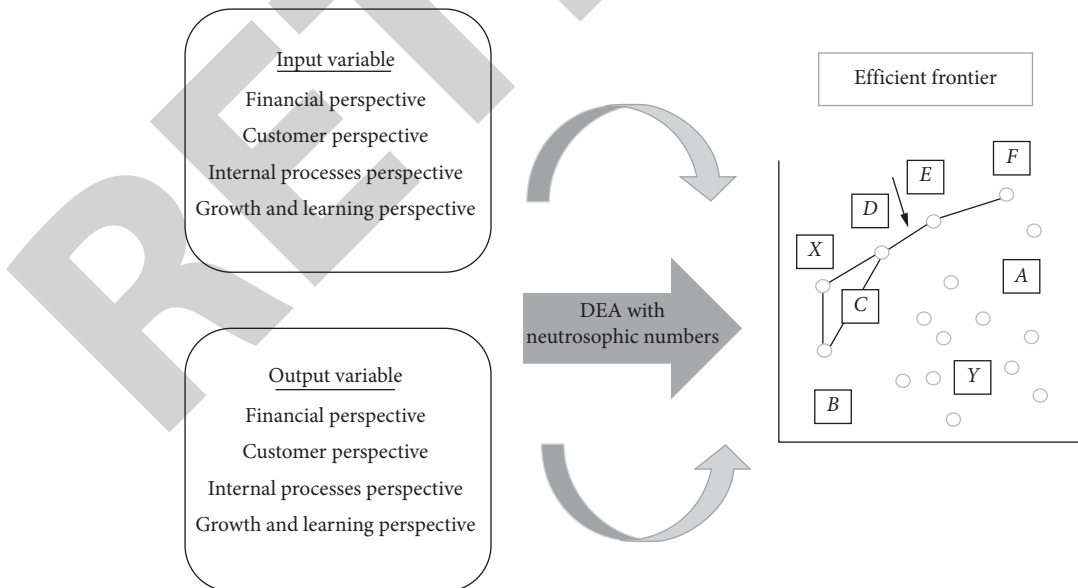 Input variable
Financial perspective
Customer perspective
Internal processes perspective
Growth and learning perspective
Output variable
Financial perspective
Customer perspective
Internal processes perspective
Growth and learning perspective
DEA with
neutrosophic numbers
Efficient frontier
F
E
D
X
A
C
Y
B
RET